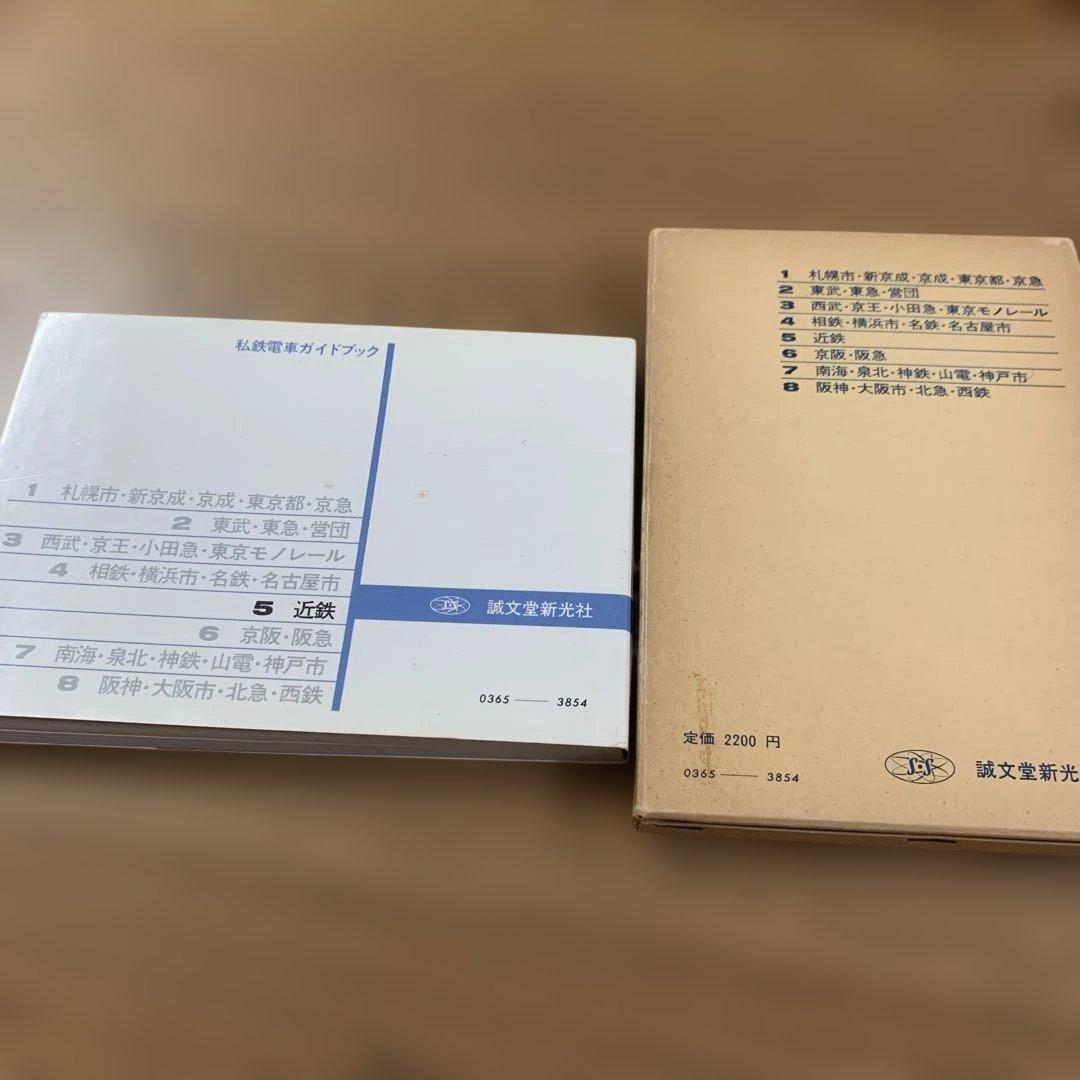 私鉄電車ガイドブック
1 札幌市・新京成・京成・東京都・京急
2 東武・東急・営団
3 西武・京王・小田急・東京モノレール
4 相鉄・横浜市・名鉄・名古屋市
5 近鉄
6 京阪・阪急
7 南海・泉北・神鉄・山電・神戸市
8 阪神・大阪市・北急・西鉄
誠文堂新光社
0365 —— 3854
1 札幌市・新京成・京成・東京都・京急
2 東武・東急・営団
3 西武・京王・小田急・東京モノレール
4 相鉄・横浜市・名鉄・名古屋市
5 近鉄
6 京阪・阪急
7 南海・泉北・神鉄・山電・神戸市
8 阪神・大阪市・北急・西鉄
定価 2200 円
0365 —— 3854
誠文堂新光